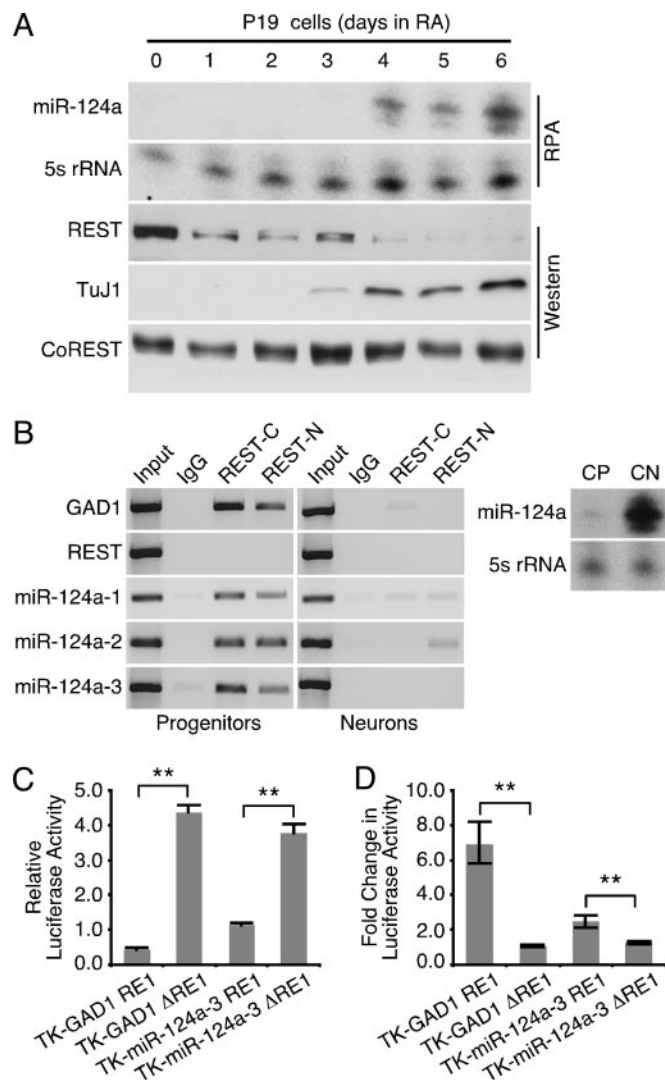 A
P19 cells (days in RA)
0 1 2 3 4 5 6
miR-124a
5s rRNA
RPA
REST
TuJ1
CoREST
Western
B
Input IgG REST-C REST-N Input IgG REST-C REST-N
GAD1
REST
miR-124a-1
miR-124a-2
miR-124a-3
Progenitors Neurons
CP CN
miR-124a
5s rRNA
C
Relative
Luciferase Activity
5.0
4.0
3.0
2.0
1.0
0.0
** **
TK-GAD1 RE1
TK-GAD1 ΔRE1
TK-miR-124a-3 RE1
TK-miR-124a-3 ΔRE1
D
Fold Change in
Luciferase Activity
10.0
8.0
6.0
4.0
2.0
0.0
** **
TK-GAD1 RE1
TK-GAD1 ΔRE1
TK-miR-124a-3 RE1
TK-miR-124a-3 ΔRE1